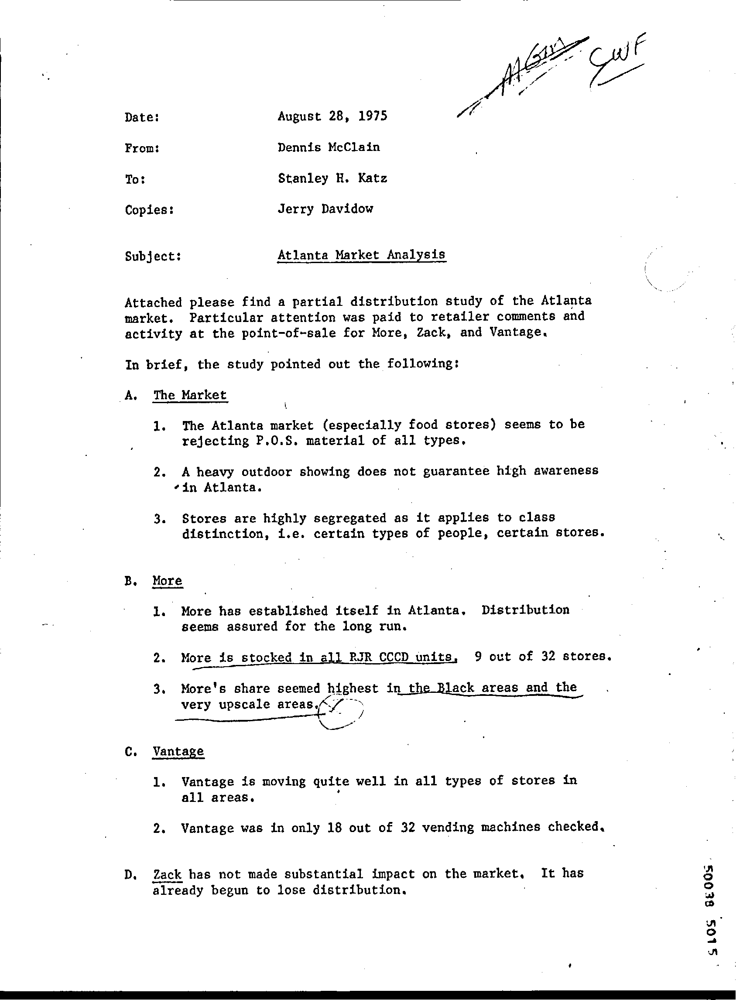 CWF
Date: August 28, 1975
From: Dennis McClain
To: Stanley H. Katz
Copies: Jerry Davidow
Subject: Atlanta Market Analysis
Attached please find a partial distribution study of the Atlanta
market. Particular attention was paid to retailer comments and
activity at the point-of-sale for More, Zack, and Vantage.
In brief, the study pointed out the following:
A. The Market
1. The Atlanta market (especially food stores) seems to be
rejecting P.O.S. material of all types.
2. A heavy outdoor showing does not guarantee high awareness
in Atlanta.
3. Stores are highly segregated as it applies to class
distinction, i.e. certain types of people, certain stores.
B. More
1. More has established itself in Atlanta. Distribution
seems assured for the long run.
2. More is stocked in all RJR CCCD units, 9 out of 32 stores.
3. More's share seemed highest in the Black areas and the
very upscale areas.
C. Vantage
1. Vantage is moving quite well in all types of stores in
all areas.
2. Vantage was in only 18 out of 32 vending machines checked.
D. Zack has not made substantial impact on the market. It has
already begun to lose distribution.
50038 5015